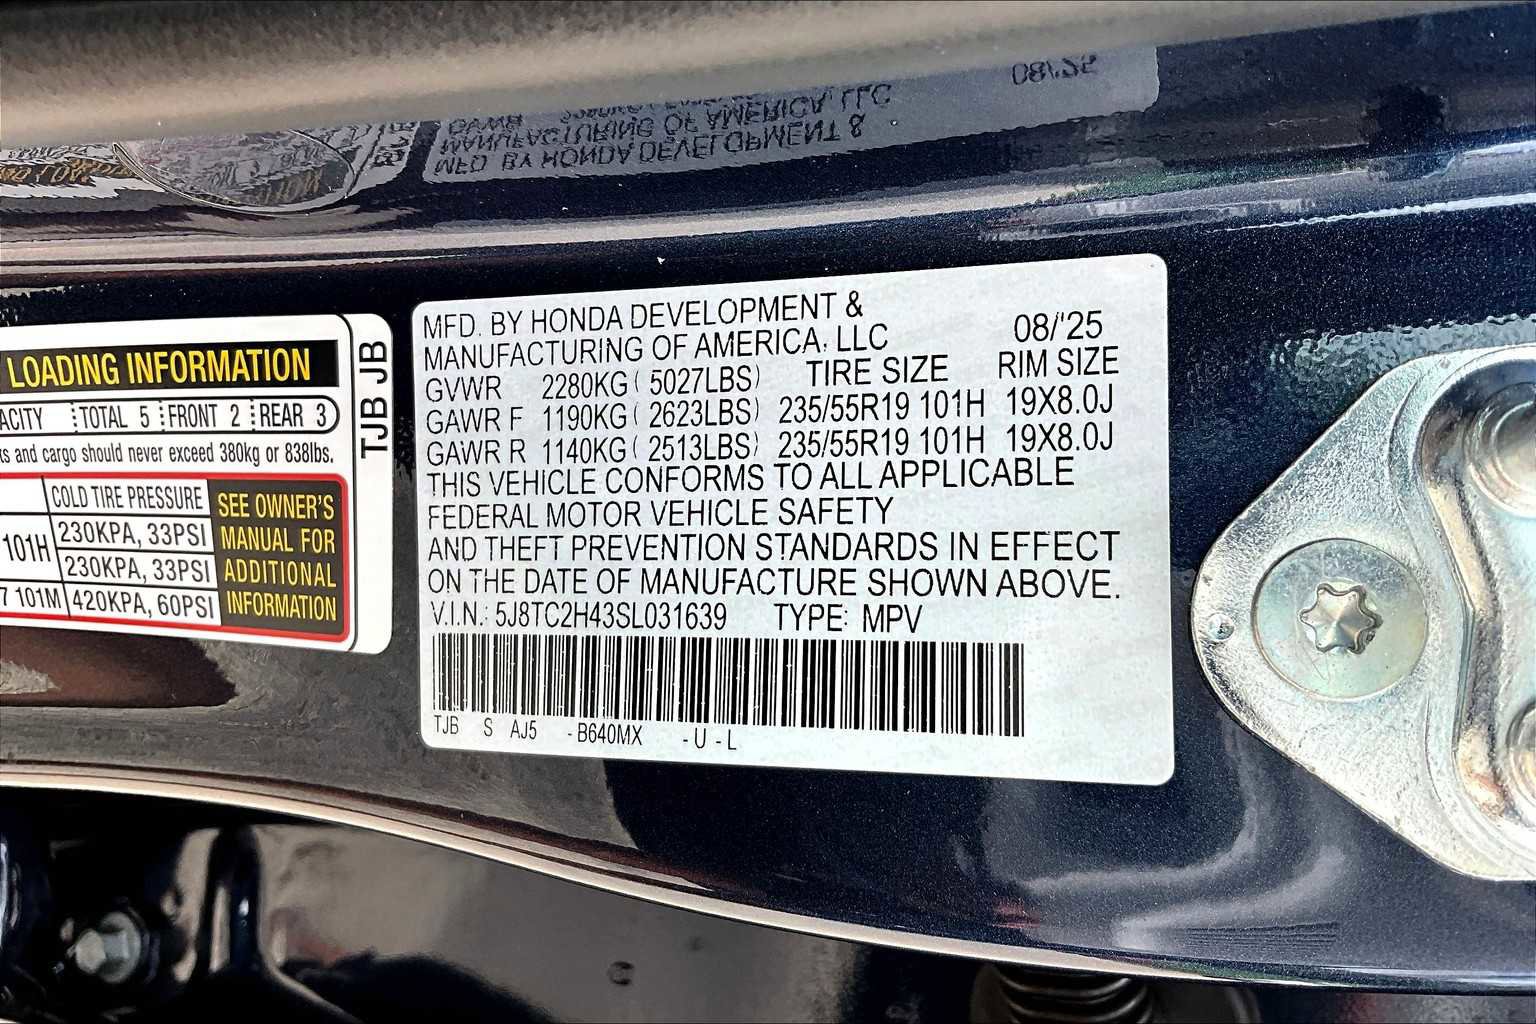 LOADING INFORMATION
ACITY TOTAL 5 FRONT 2 REAR 3
ks and cargo should never exceed 380kg or 838lbs.
COLD TIRE PRESSURE
101H 230KPA, 33PSI
230KPA, 33PSI
7 101M 420KPA, 60PSI
SEE OWNER'S
MANUAL FOR
ADDITIONAL
INFORMATION
TJB JB
MFD. BY HONDA DEVELOPMENT &
MANUFACTURING OF AMERICA, LLC 08/'25
GVWR 2280KG ( 5027LBS) TIRE SIZE RIM SIZE
GAWR F 1190KG ( 2623LBS) 235/55R19 101H 19X8.0J
GAWR R 1140KG ( 2513LBS) 235/55R19 101H 19X8.0J
THIS VEHICLE CONFORMS TO ALL APPLICABLE
FEDERAL MOTOR VEHICLE SAFETY
AND THEFT PREVENTION STANDARDS IN EFFECT
ON THE DATE OF MANUFACTURE SHOWN ABOVE.
V.I.N.: 5J8TC2H43SL031639 TYPE: MPV
TJB S AJ5 -B640MX -U-L